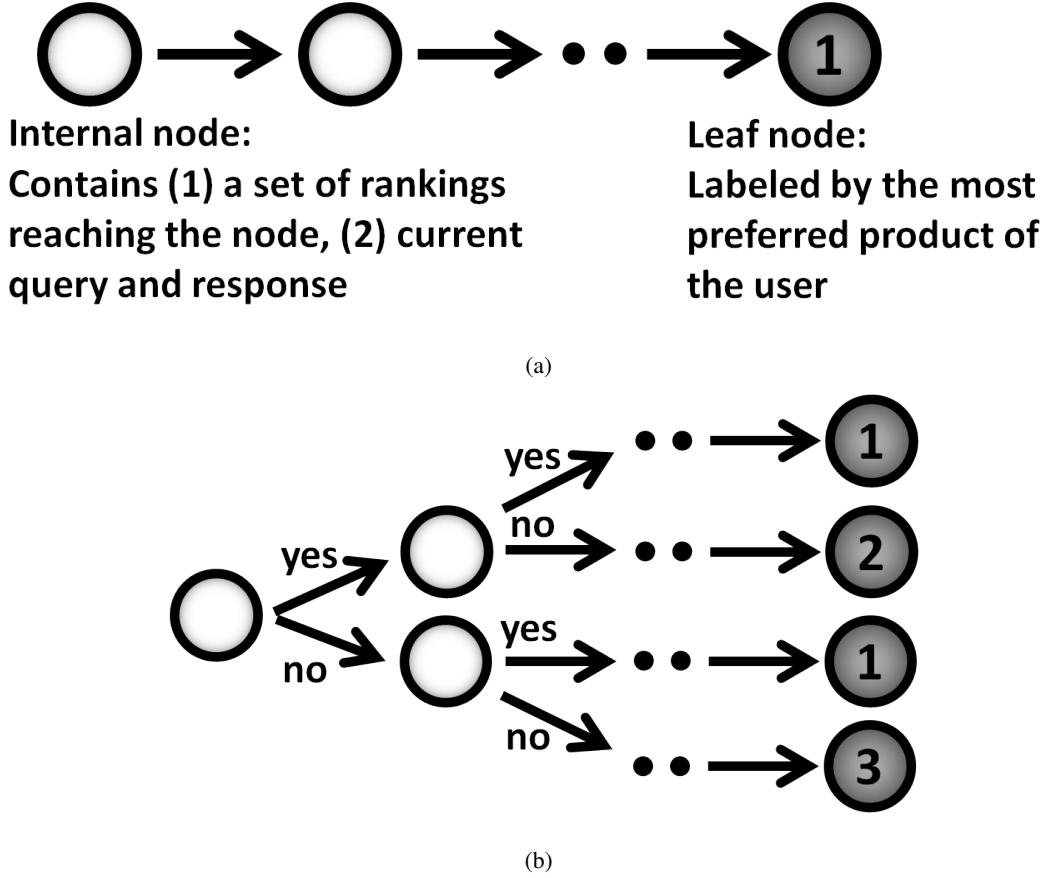 1
Internal node:
Contains (1) a set of rankings
reaching the node, (2) current
query and response
Leaf node:
Labeled by the most
preferred product of
the user
(a)
yes
1
no
2
yes
no
yes
1
no
3
(b)